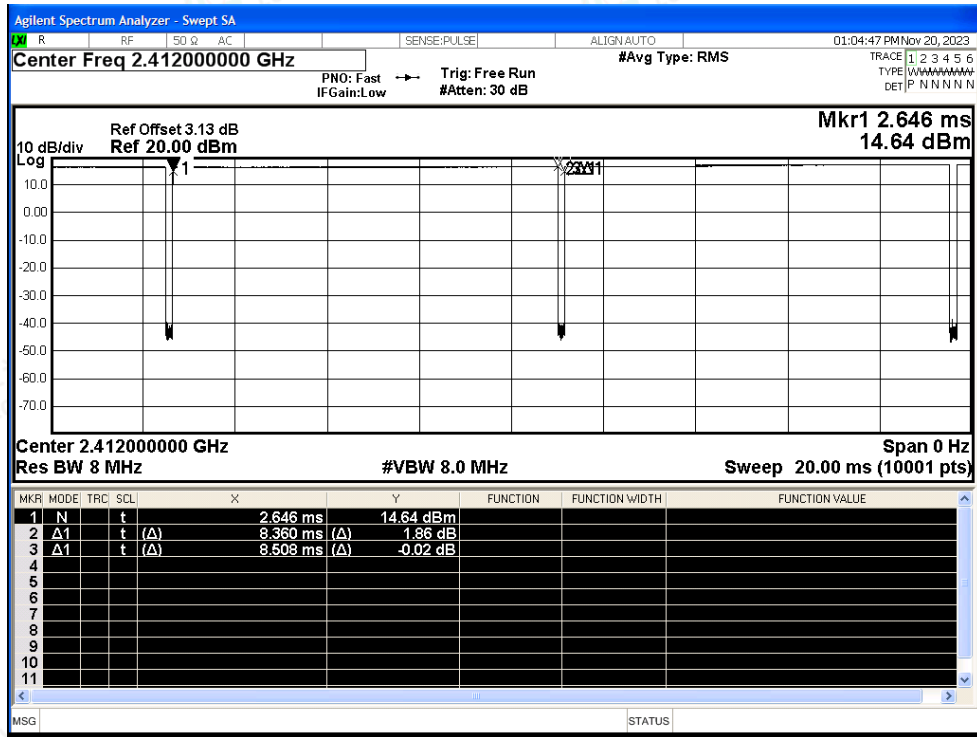 Agilent Spectrum Analyzer - Swept SA
LXI R RF 50 Ω AC SENSE:PULSE ALIGN AUTO 01:04:47 PM Nov 20, 2023
Center Freq 2.412000000 GHz
PNO: Fast
IFGain:Low
Trig: Free Run
#Atten: 30 dB
#Avg Type: RMS
TRACE 1 2 3 4 5 6
TYPE WWWWWW
DET P N N N N N
Ref Offset 3.13 dB
10 dB/div Ref 20.00 dBm
Log
Mkr1 2.646 ms
14.64 dBm
1
10.0
0.00
-10.0
-20.0
-30.0
-40.0
-50.0
-60.0
-70.0
Center 2.412000000 GHz Span 0 Hz
Res BW 8 MHz #VBW 8.0 MHz Sweep 20.00 ms (10001 pts)
MKR MODE TRC SCL X Y FUNCTION FUNCTION WIDTH FUNCTION VALUE
1 N t 2.646 ms 14.64 dBm
2 Δ1 t (Δ) 8.360 ms (Δ) 1.86 dB
3 Δ1 t (Δ) 8.508 ms (Δ) -0.02 dB
4
5
6
7
8
9
10
11
MSG STATUS